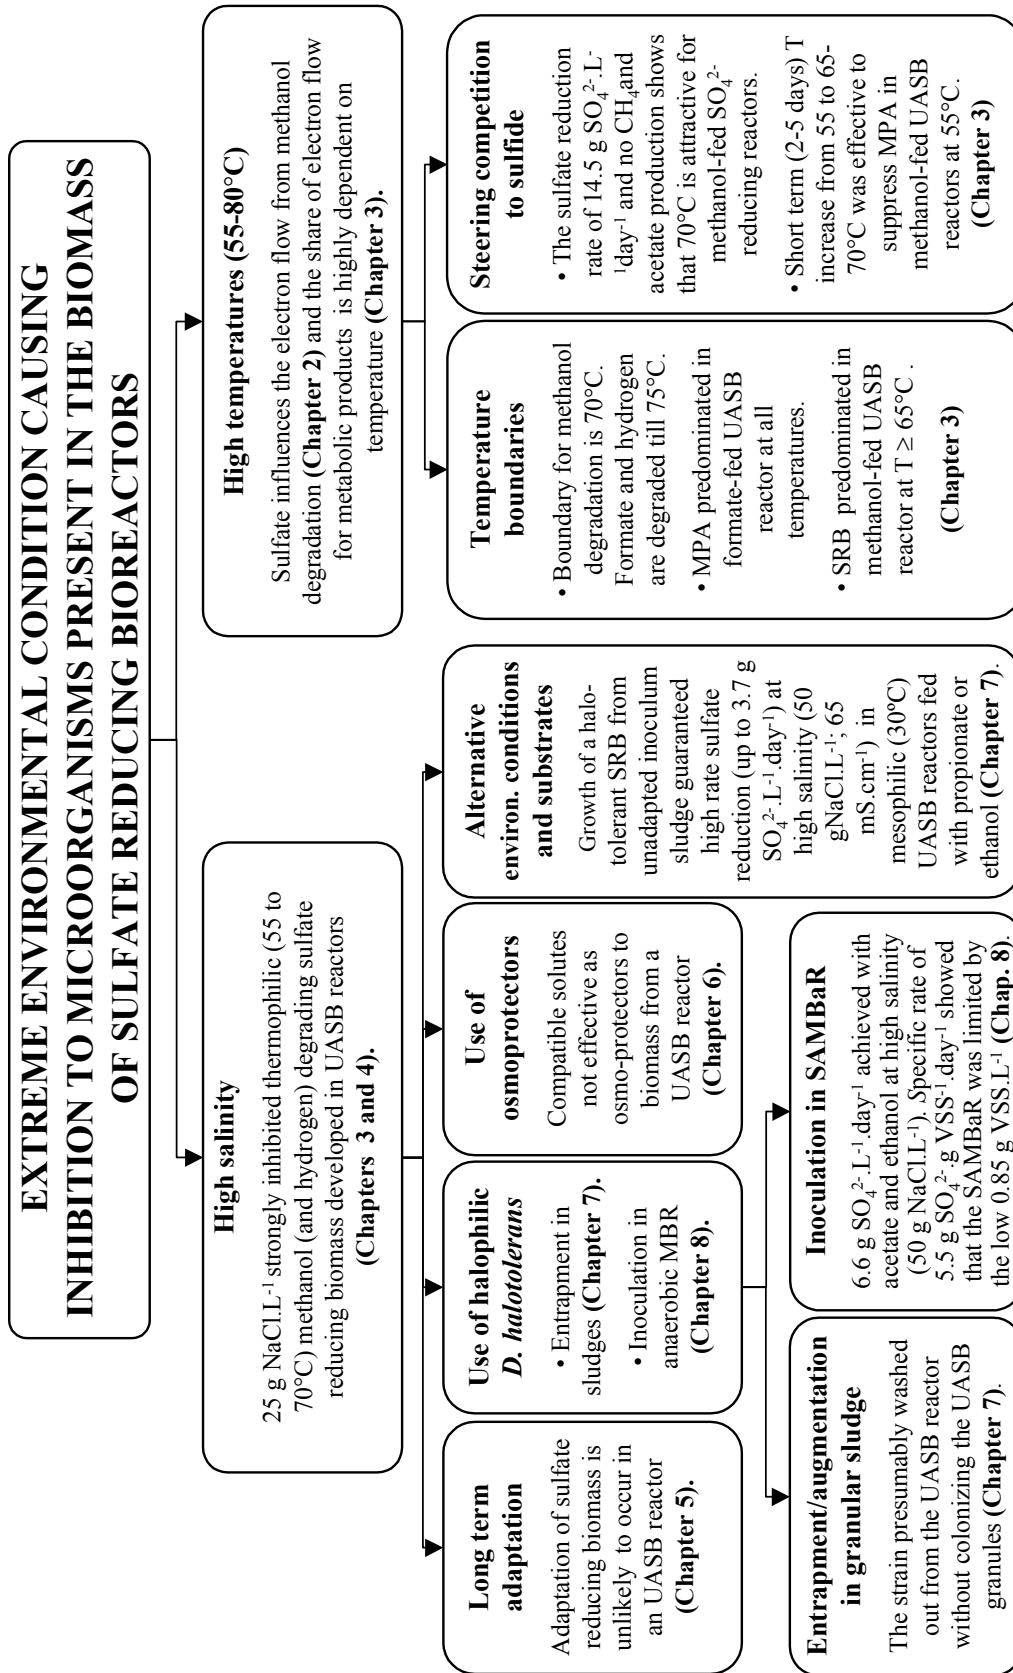 EXTREME ENVIRONMENTAL CONDITION CAUSING
INHIBITION TO MICROORGANISMS PRESENT IN THE BIOMASS
OF SULFATE REDUCING BIOREACTORS
High salinity
25 g NaCl.L-1 strongly inhibited thermophilic (55 to
70°C) methanol (and hydrogen) degrading sulfate
reducing biomass developed in UASB reactors
(Chapters 3 and 4).
High temperatures (55-80°C)
Sulfate influences the electron flow from methanol
degradation (Chapter 2) and the share of electron flow
for metabolic products is highly dependent on
temperature (Chapter 3).
Long term
adaptation
Adaptation of sulfate
reducing biomass is
unlikely to occur in
an UASB reactor
(Chapter 5).
Use of halophilic
D. halotolerans
• Entrapment in
sludges (Chapter 7).
• Inoculation in
anaerobic MBR
(Chapter 8).
Use of
osmoprotectors
Compatible solutes
not effective as
osmo-protectors to
biomass from a
UASB reactor
(Chapter 6).
Alternative
environ. conditions
and substrates
Growth of a halo-
tolerant SRB from
unadapted inoculum
sludge guaranteed
high rate sulfate
reduction (up to 3.7 g
SO42-.L-1.day-1) at
high salinity (50
gNaCl.L-1; 65
mS.cm-1) in
mesophilic (30ºC)
UASB reactors fed
with propionate or
ethanol (Chapter 7).
Temperature
boundaries
• Boundary for methanol
degradation is 70°C.
Formate and hydrogen
are degraded till 75°C.
• MPA predominated in
formate-fed UASB
reactor at all
temperatures.
• SRB predominated in
methanol-fed UASB
reactor at T ≥ 65°C .
(Chapter 3)
Steering competition
to sulfide
• The sulfate reduction
rate of 14.5 g SO42-.L-
1day-1 and no CH4and
acetate production shows
that 70°C is attractive for
methanol-fed SO42-
reducing reactors.
• Short term (2-5 days) T
increase from 55 to 65-
70°C was effective to
suppress MPA in
methanol-fed UASB
reactors at 55°C.
(Chapter 3)
Entrapment/augmentation
in granular sludge
The strain presumably washed
out from the UASB reactor
without colonizing the UASB
granules (Chapter 7).
Inoculation in SAMBaR
6.6 g SO42-.L-1.day-1 achieved with
acetate and ethanol at high salinity
(50 g NaCl.L-1). Specific rate of
5.5 g SO42-.g VSS-1.day-1 showed
that the SAMBaR was limited by
the low 0.85 g VSS.L-1 (Chap. 8).